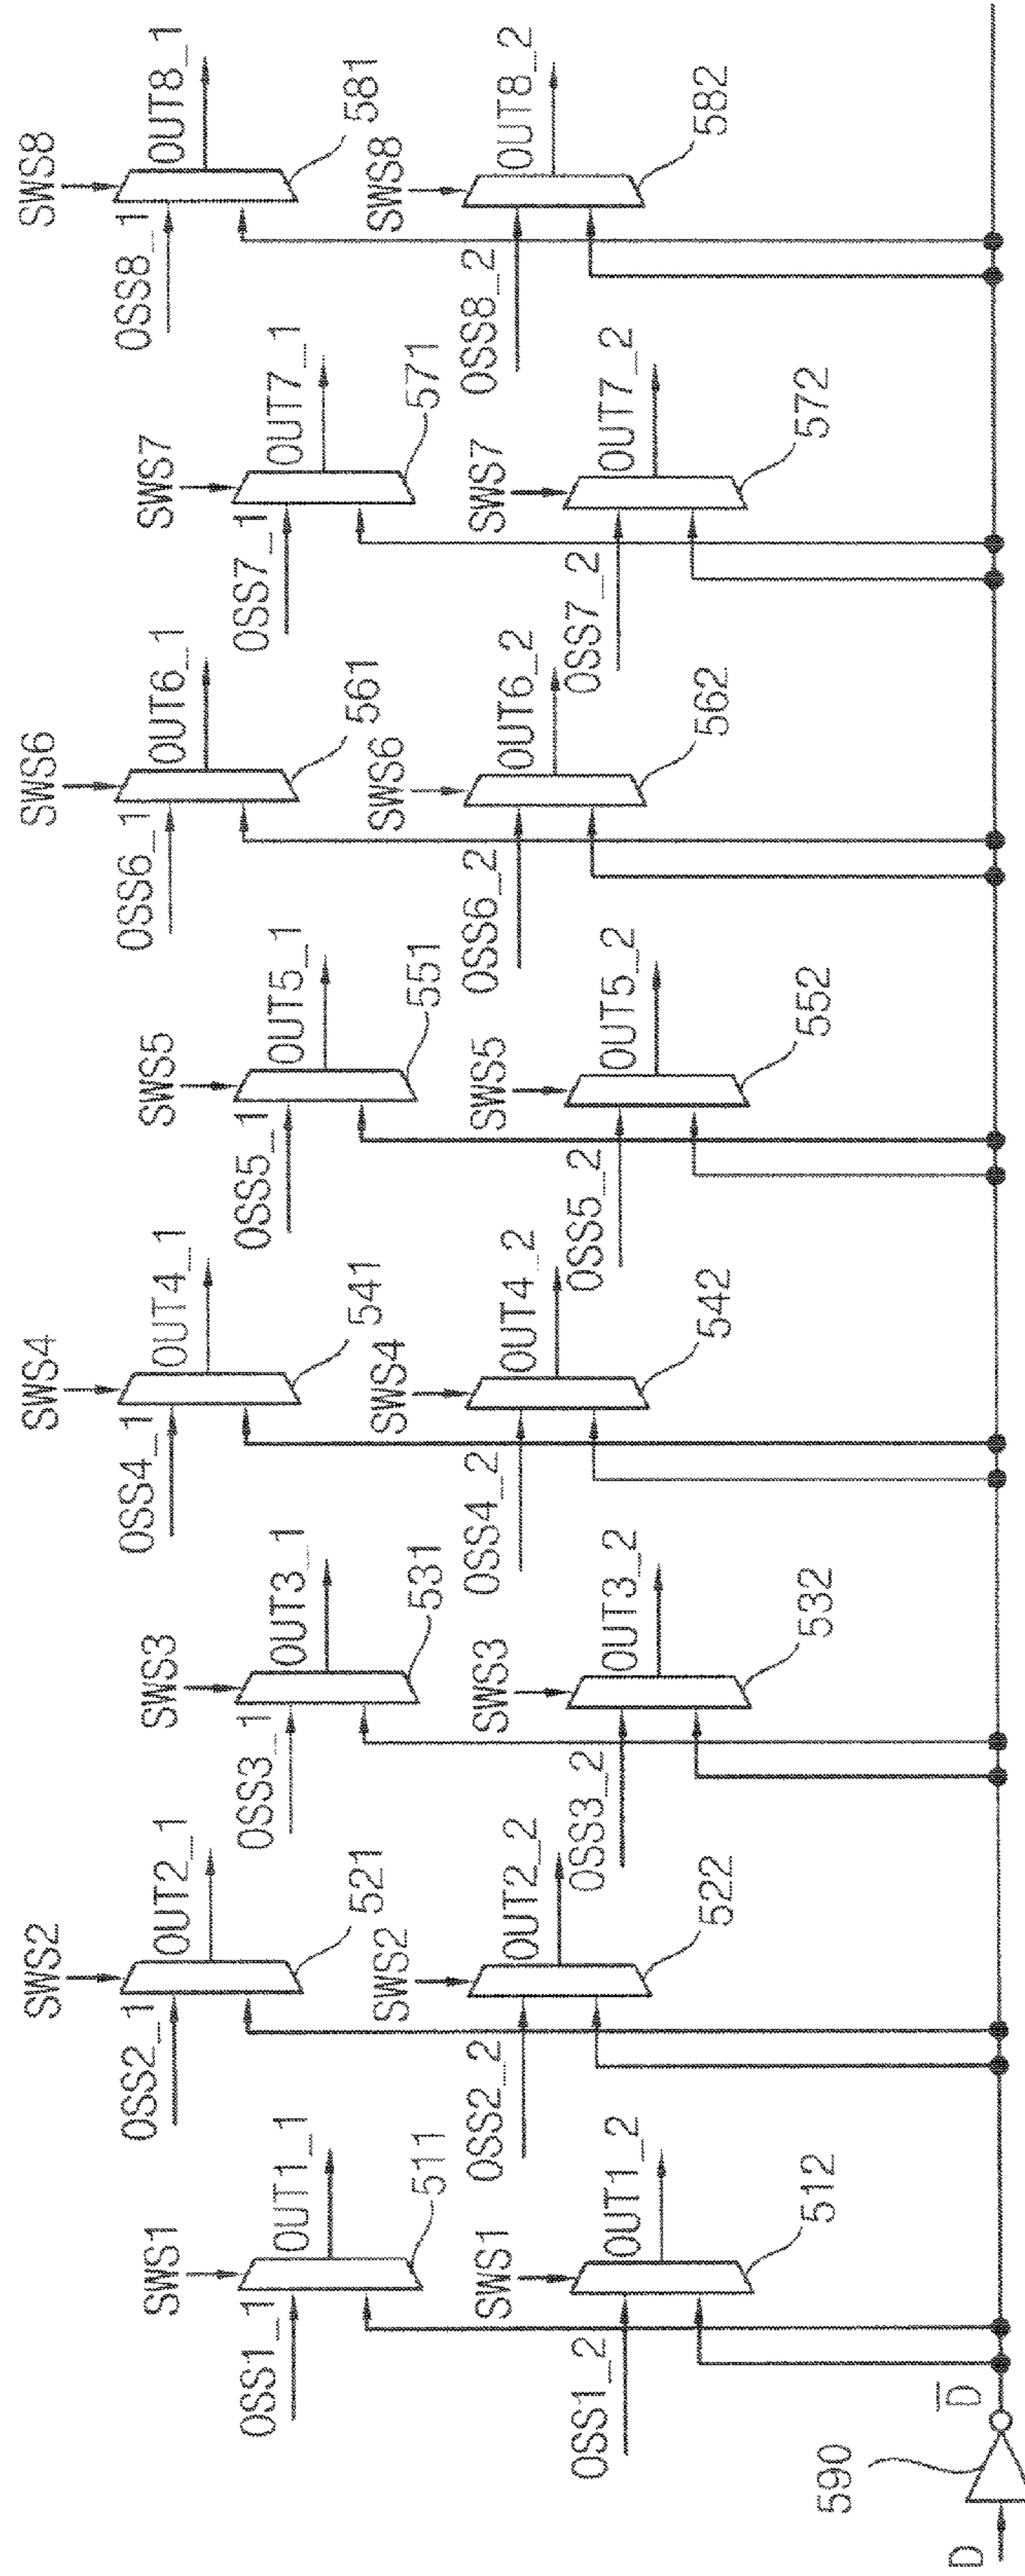 SWS1
OSS1_1
OUT1_1
511
SWS1
OSS1_2
OUT1_2
512
SWS2
OSS2_1
OUT2_1
521
SWS2
OSS2_2
OUT2_2
522
SWS3
OSS3_1
OUT3_1
531
SWS3
OSS3_2
OUT3_2
532
SWS4
OSS4_1
OUT4_1
541
SWS4
OSS4_2
OUT4_2
542
SWS5
OSS5_1
OUT5_1
551
SWS5
OSS5_2
OUT5_2
552
SWS6
OSS6_1
OUT6_1
561
SWS6
OSS6_2
OUT6_2
562
SWS7
OSS7_1
OUT7_1
571
SWS7
OSS7_2
OUT7_2
572
SWS8
OSS8_1
OUT8_1
581
SWS8
OSS8_2
OUT8_2
582
590
D
D̅